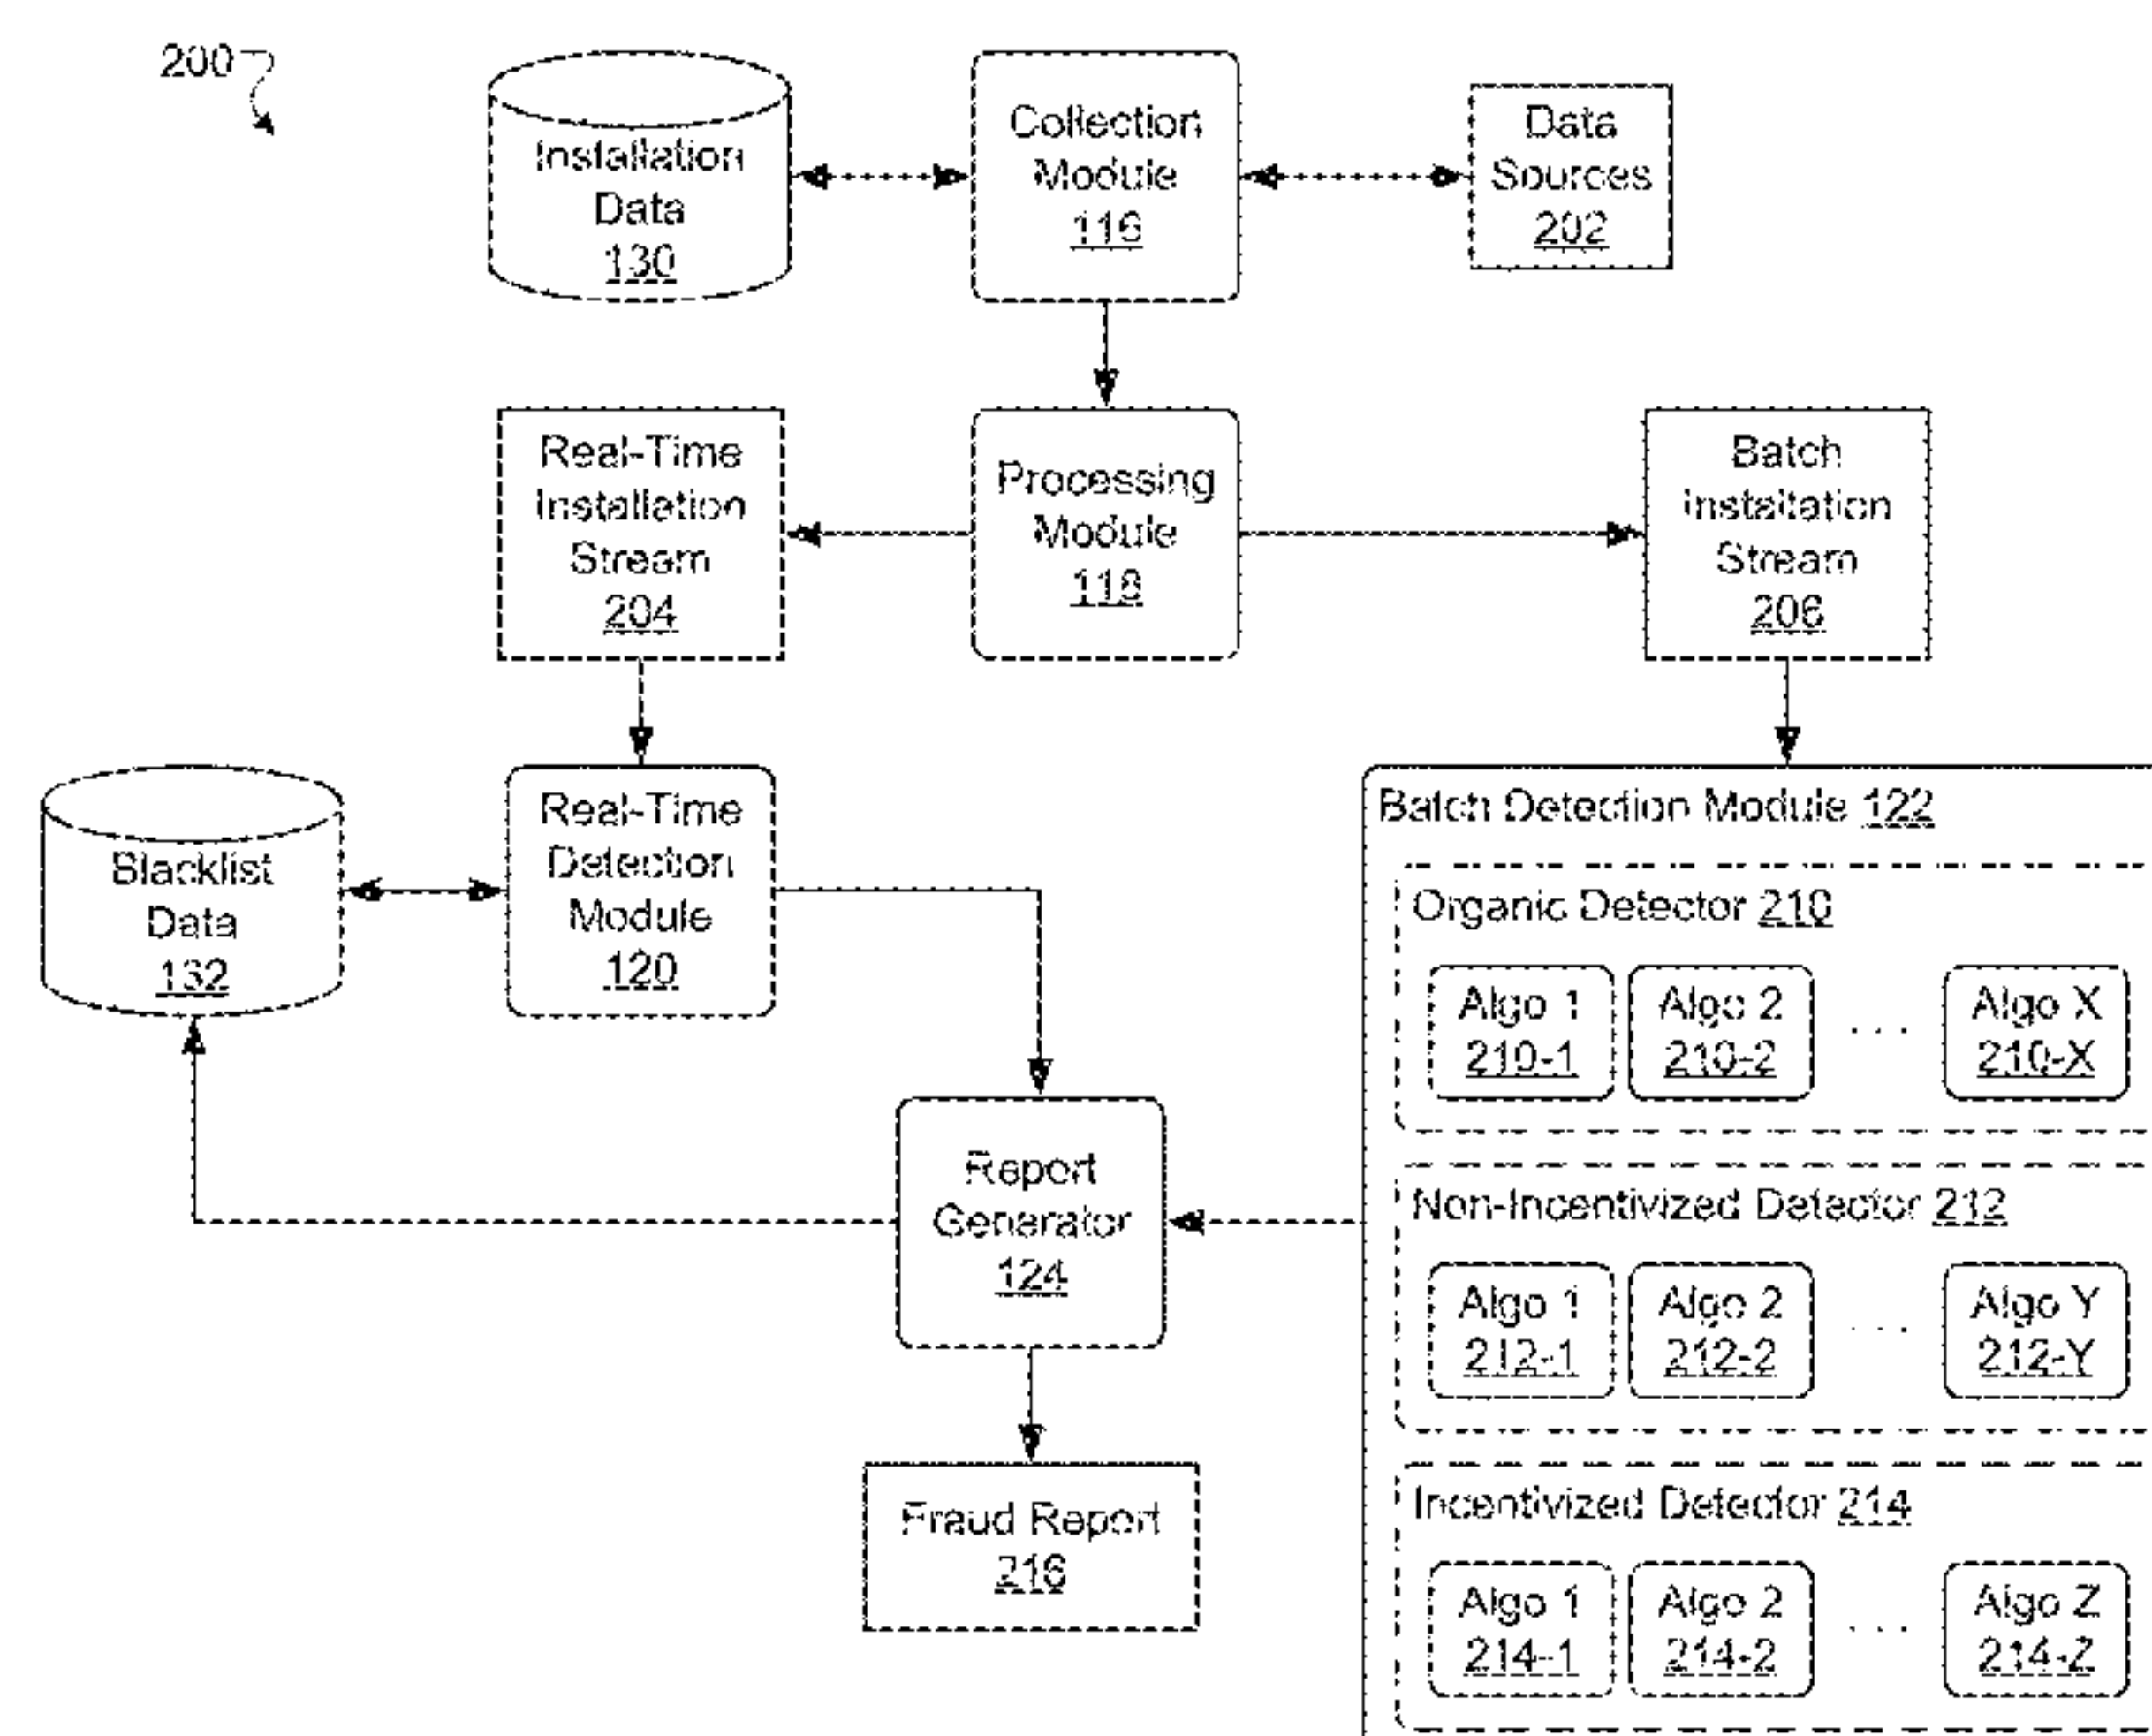 200
Installation
Data
130
Collection
Module
116
Data
Sources
202
Real-Time
Installation
Stream
204
Processing
Module
118
Batch
Installation
Stream
206
Blacklist
Data
132
Real-Time
Detection
Module
120
Batch Detection Module 122
Organic Detector 210
Algo 1
210-1
Algo 2
210-2
. . .
Algo X
210-X
Report
Generator
124
Non-Incentivized Detector 212
Algo 1
212-1
Algo 2
212-2
. . .
Algo Y
212-Y
Fraud Report
216
Incentivized Detector 214
Algo 1
214-1
Algo 2
214-2
. . .
Algo Z
214-Z